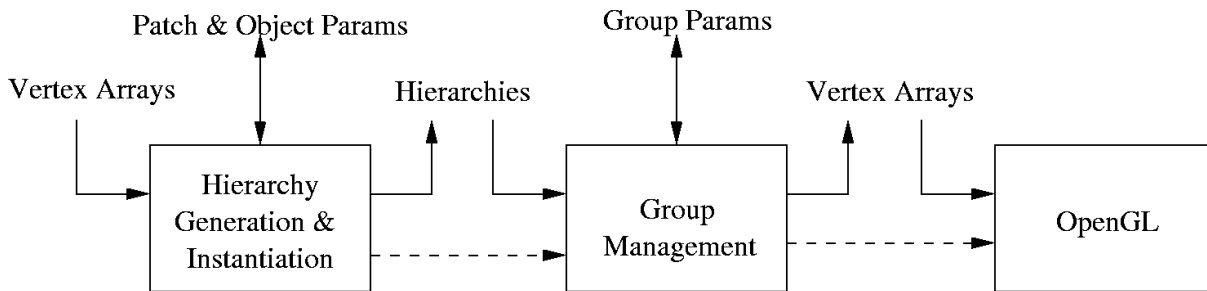 Patch & Object Params
Group Params
Vertex Arrays
Hierarchies
Vertex Arrays
Hierarchy
Generation &
Instantiation
Group
Management
OpenGL